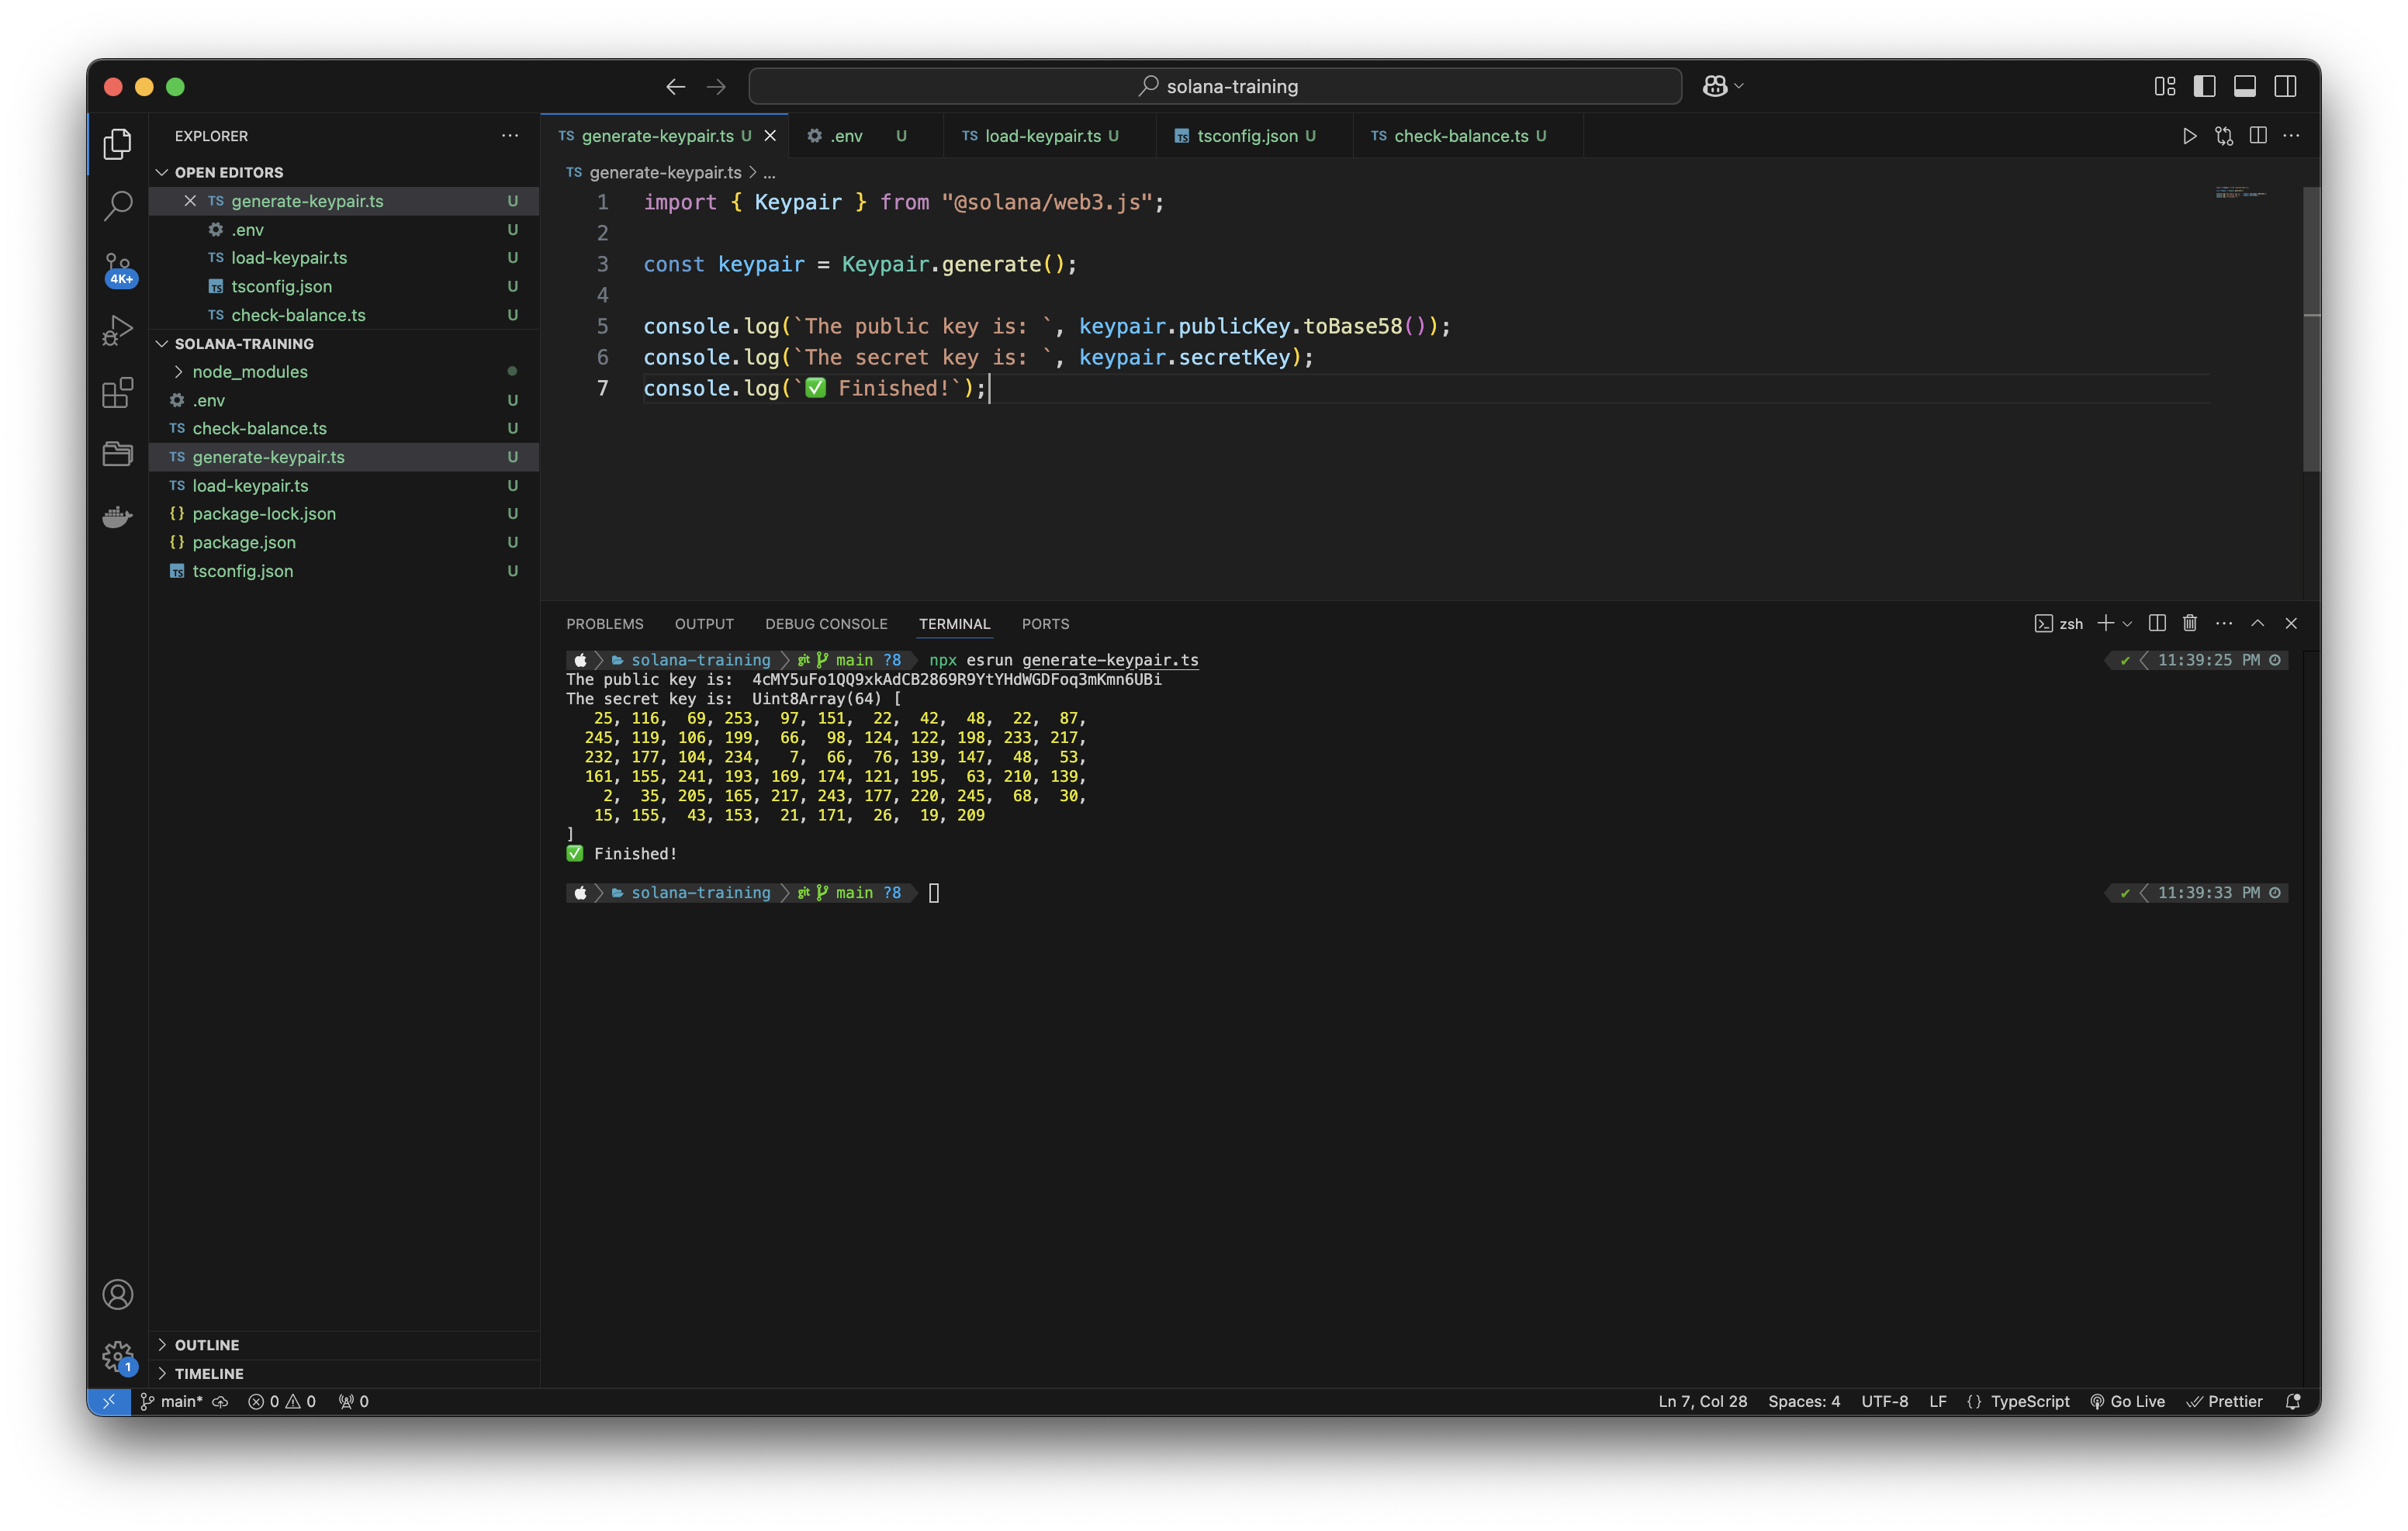 solana-training
EXPLORER
OPEN EDITORS
TS generate-keypair.ts U
.env U
TS load-keypair.ts U
TS tsconfig.json U
TS check-balance.ts U
SOLANA-TRAINING
node_modules
.env U
TS check-balance.ts U
TS generate-keypair.ts U
TS load-keypair.ts U
{} package-lock.json U
{} package.json U
TS tsconfig.json U
OUTLINE
TIMELINE
4K+
1
TS generate-keypair.ts U .env U TS load-keypair.ts U TS tsconfig.json U TS check-balance.ts U
TS generate-keypair.ts > ...
1 import { Keypair } from "@solana/web3.js";
2
3 const keypair = Keypair.generate();
4
5 console.log(`The public key is: `, keypair.publicKey.toBase58());
6 console.log(`The secret key is: `, keypair.secretKey);
7 console.log(`✅ Finished!`);
PROBLEMS OUTPUT DEBUG CONSOLE TERMINAL PORTS zsh
solana-training git main ?8 npx esrun generate-keypair.ts ✔ 11:39:25 PM
The public key is:  4cMY5uFo1QQ9xkAdCB2869R9YtYHdWGDFoq3mKmn6UBi
The secret key is:  Uint8Array(64) [
25, 116, 69, 253, 97, 151, 22, 42, 48, 22, 87,
245, 119, 106, 199, 66, 98, 124, 122, 198, 233, 217,
232, 177, 104, 234, 7, 66, 76, 139, 147, 48, 53,
161, 155, 241, 193, 169, 174, 121, 195, 63, 210, 139,
2, 35, 205, 165, 217, 243, 177, 220, 245, 68, 30,
15, 155, 43, 153, 21, 171, 26, 19, 209
]
✅ Finished!
solana-training git main ?8 ✔ 11:39:33 PM
main* 0 0 0 Ln 7, Col 28 Spaces: 4 UTF-8 LF {} TypeScript Go Live Prettier